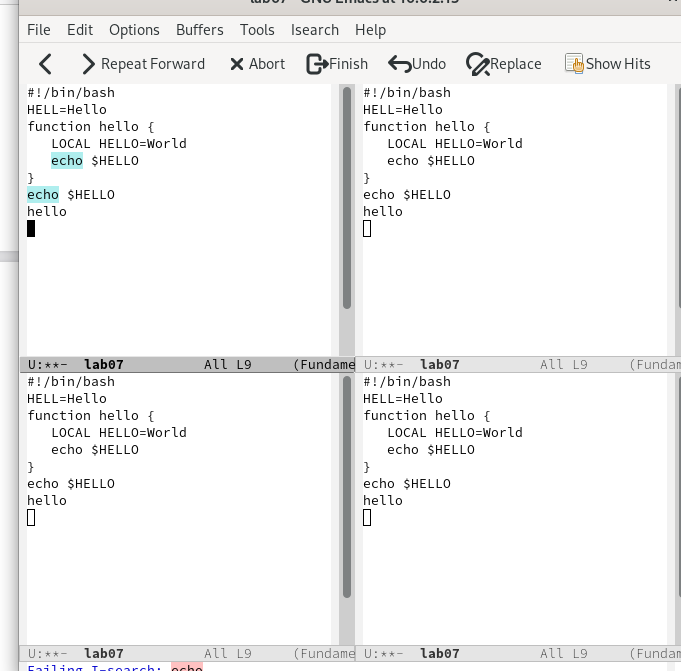 lab07 - GNU Emacs at 10.0.2.15
File Edit Options Buffers Tools Isearch Help
Repeat Forward Abort Finish Undo Replace Show Hits
#!/bin/bash
HELL=Hello
function hello {
LOCAL HELLO=World
echo $HELLO
}
echo $HELLO
hello
U:**- lab07 All L9 (Fundame
#!/bin/bash
HELL=Hello
function hello {
LOCAL HELLO=World
echo $HELLO
}
echo $HELLO
hello
U:**- lab07 All L9 (Fundam
#!/bin/bash
HELL=Hello
function hello {
LOCAL HELLO=World
echo $HELLO
}
echo $HELLO
hello
U:**- lab07 All L9 (Fundame
#!/bin/bash
HELL=Hello
function hello {
LOCAL HELLO=World
echo $HELLO
}
echo $HELLO
hello
U:**- lab07 All L9 (Fundam
Failing I-search: echo